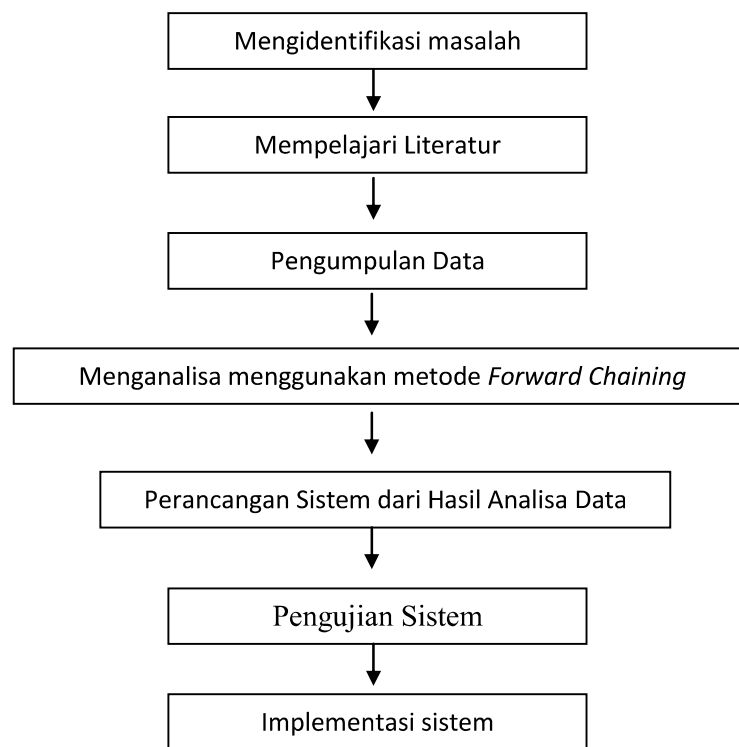 Mengidentifikasi masalah
Mempelajari Literatur
Pengumpulan Data
Menganalisa menggunakan metode Forward Chaining
Perancangan Sistem dari Hasil Analisa Data
Pengujian Sistem
Implementasi sistem